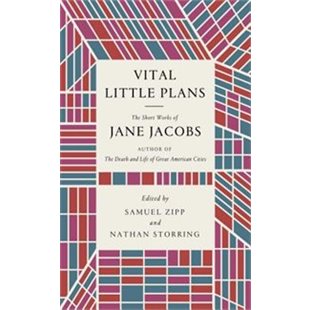 VITAL
LITTLE PLANS
The Short Works of
JANE JACOBS
AUTHOR OF
The Death and Life of Great American Cities
Edited by
SAMUEL ZIPP
AND
NATHAN STORRING